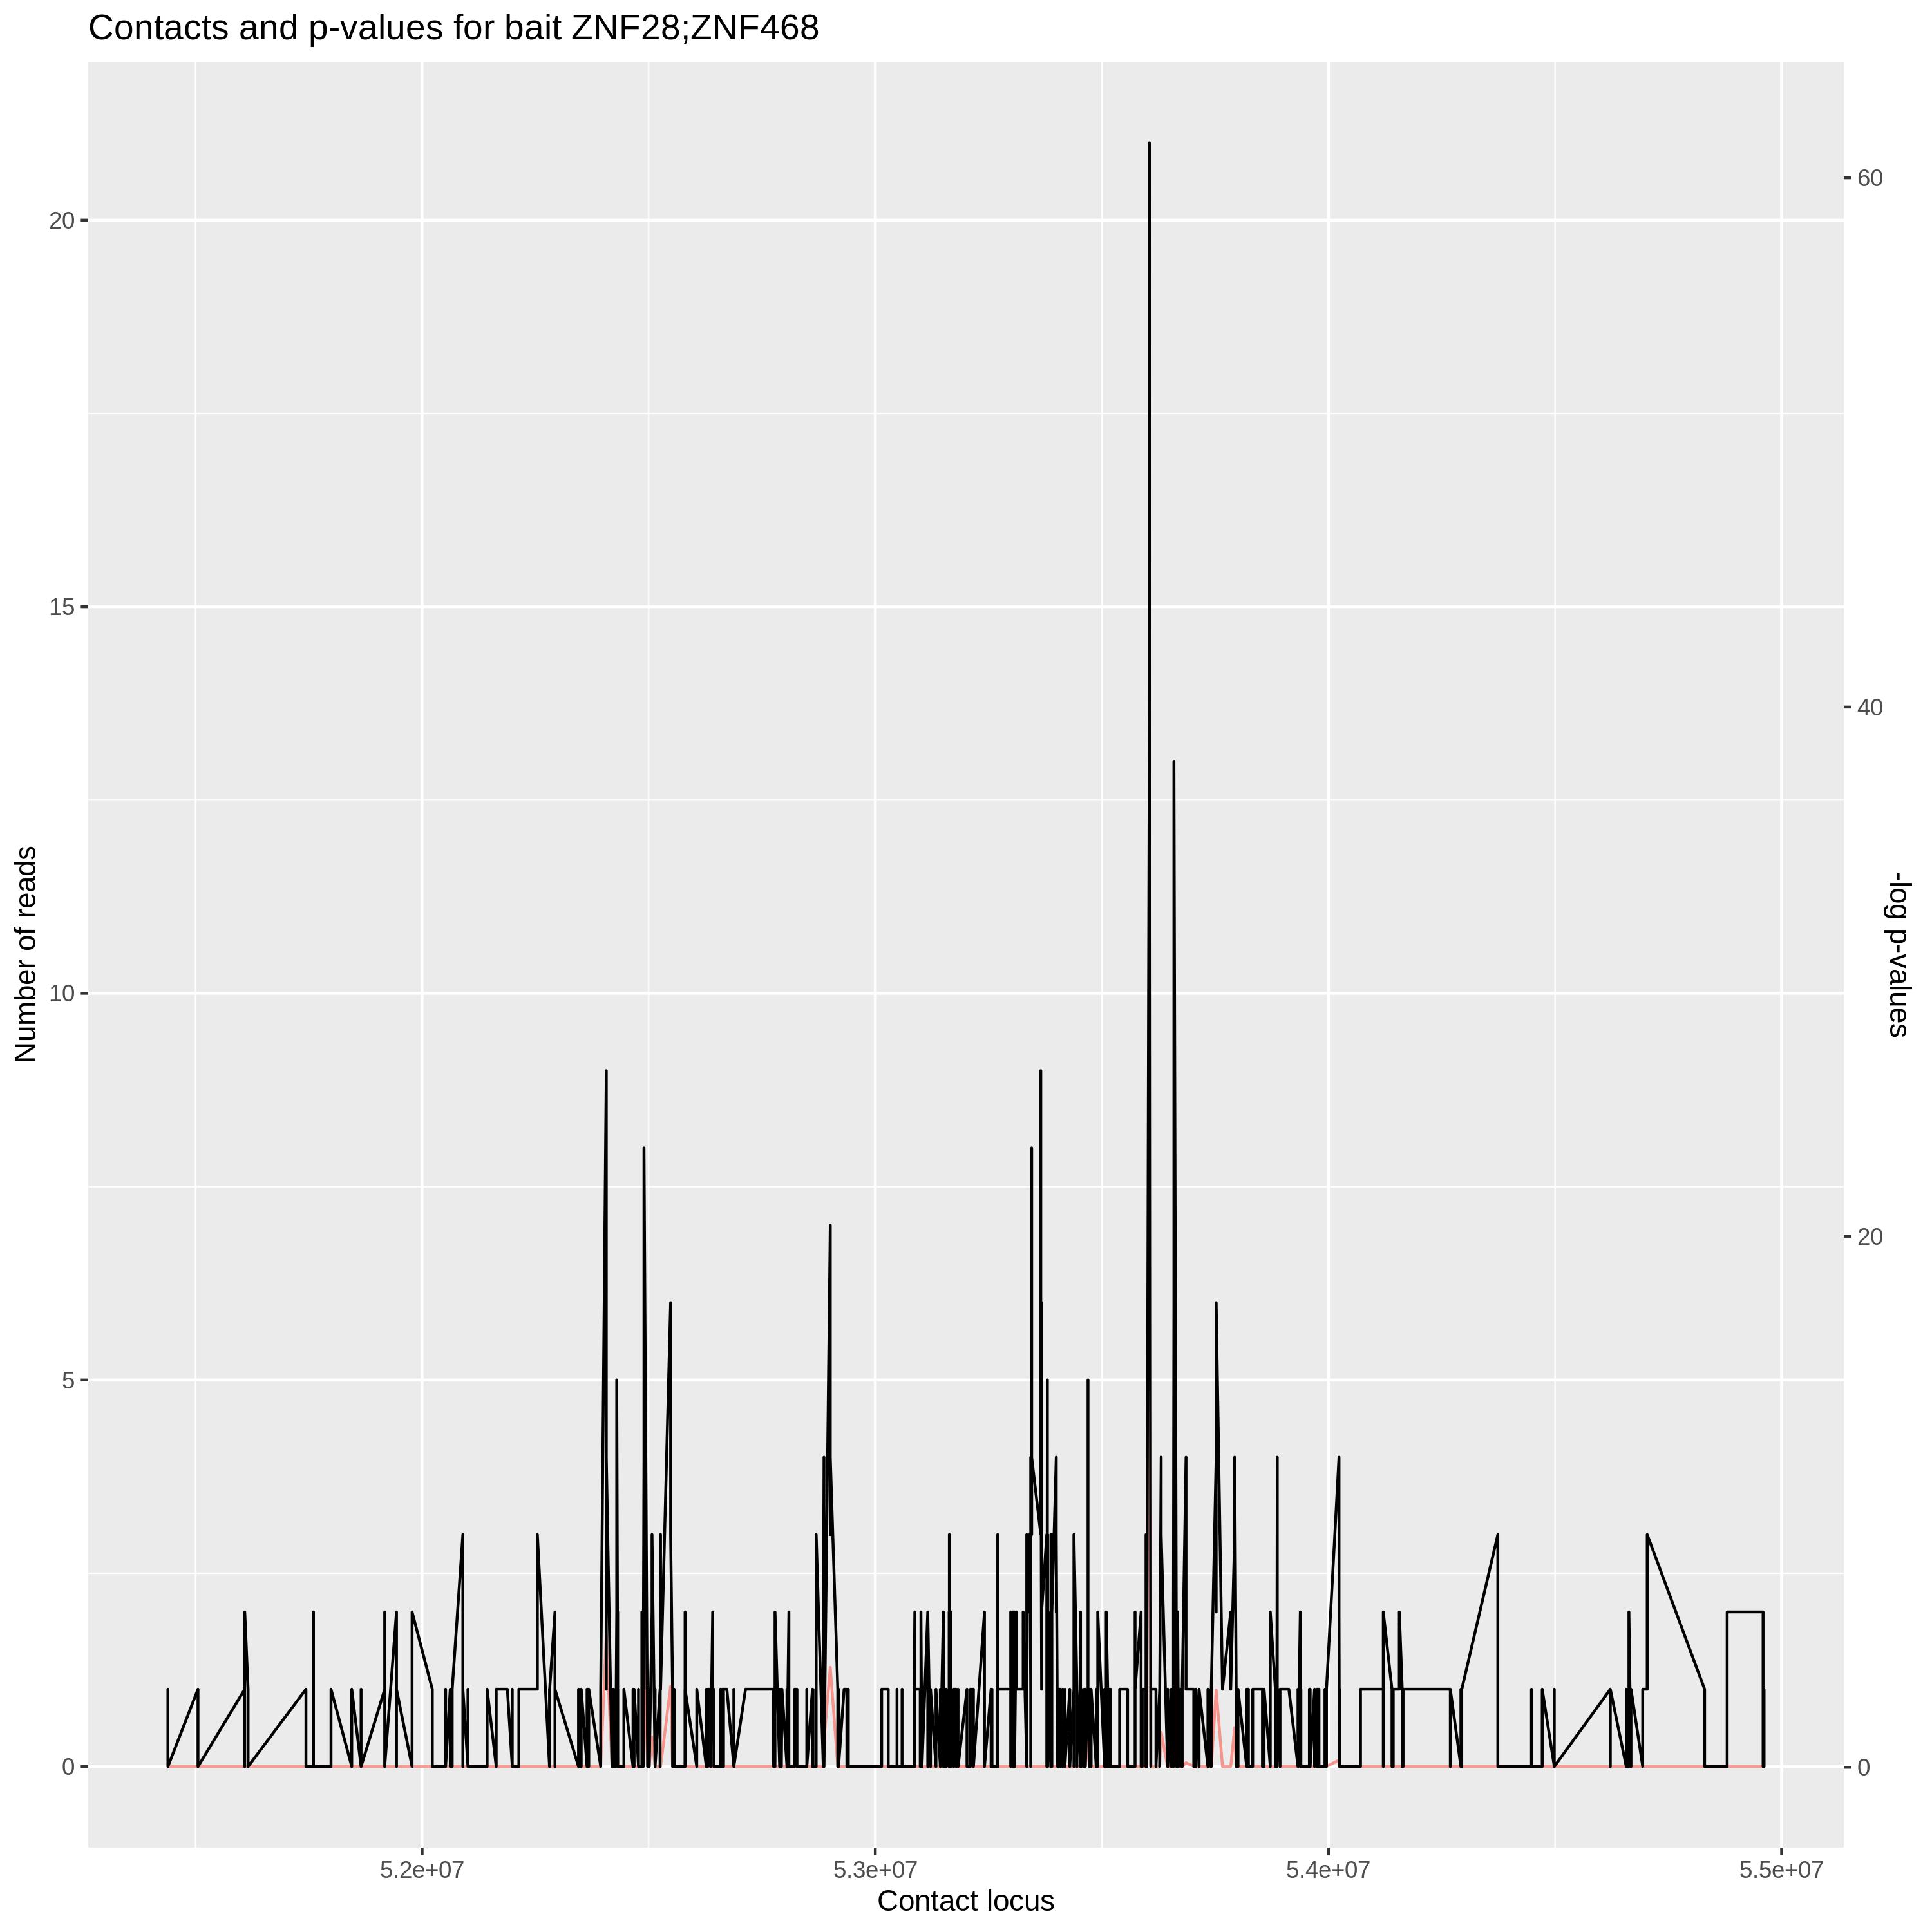 Contacts and p-values for bait ZNF28;ZNF468
Number of reads
20
15
10
5
0
60
40
20
0
-log p-values
5.2e+07
5.3e+07
5.4e+07
5.5e+07
Contact locus